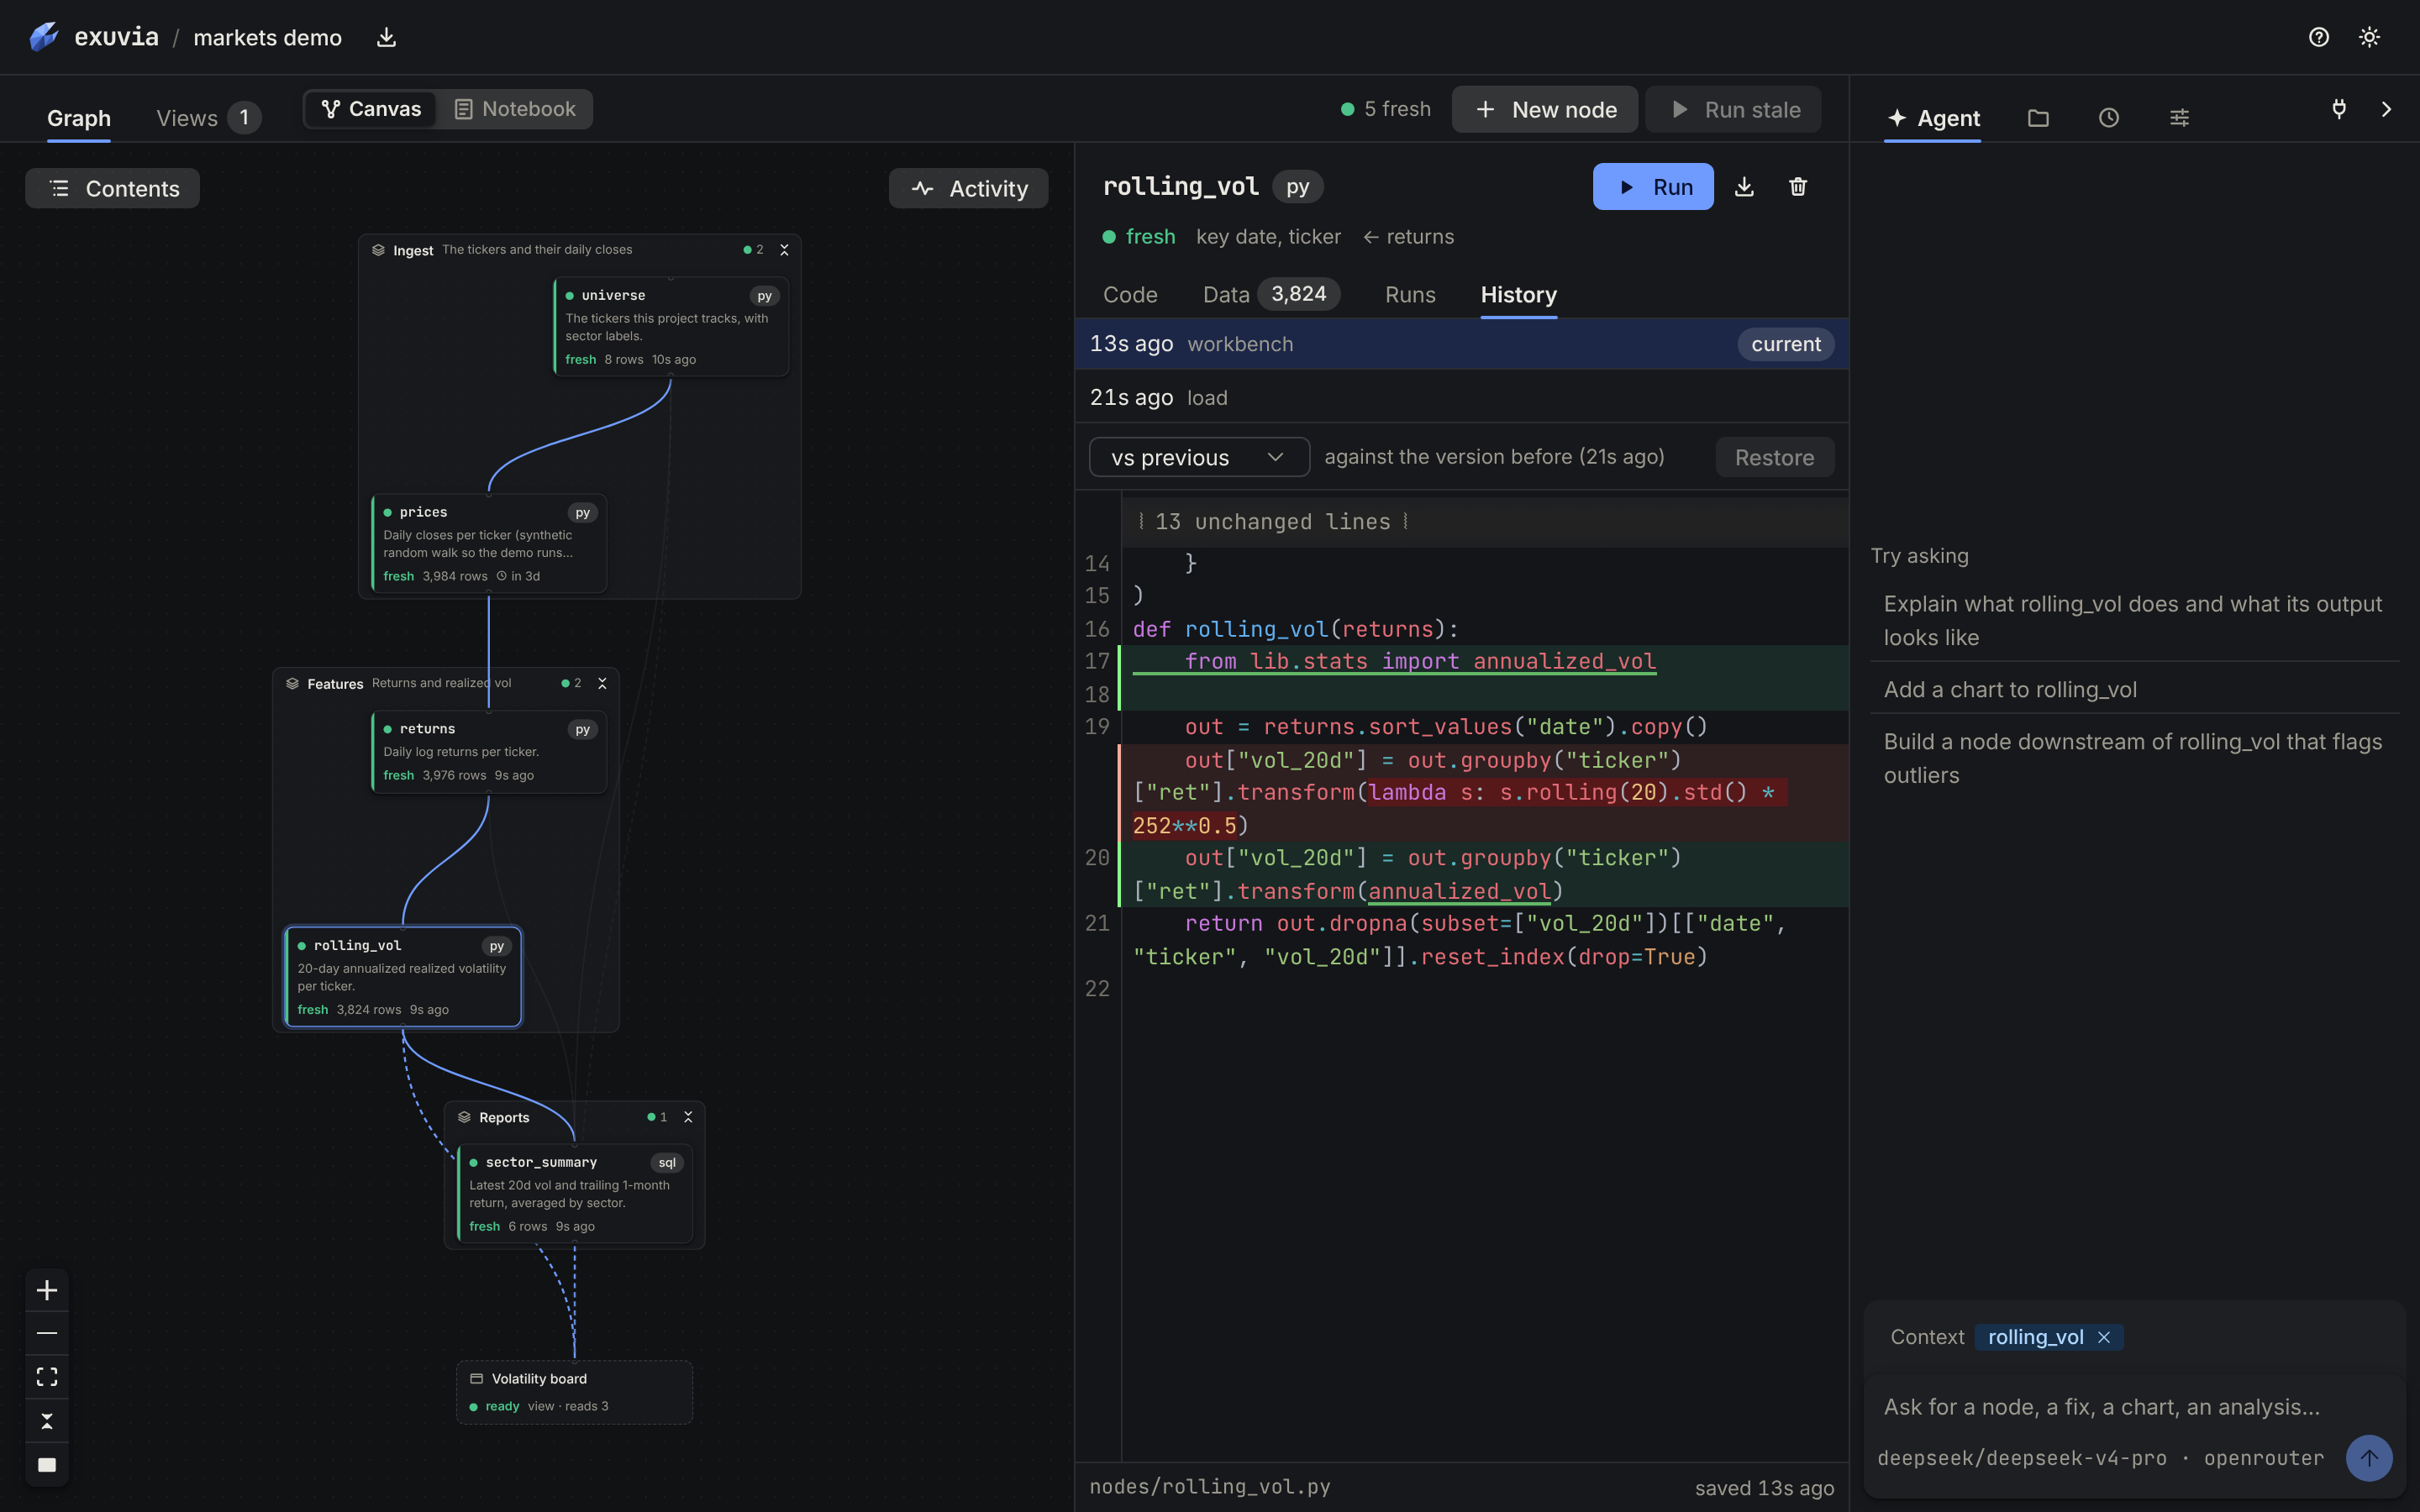 exuvia / markets demo
Graph Views 1 Canvas Notebook 5 fresh New node Run stale
Agent
Contents
Activity
Ingest The tickers and their daily closes 2
universe py
The tickers this project tracks, with
sector labels.
fresh 8 rows 10s ago
prices py
Daily closes per ticker (synthetic
random walk so the demo runs...
fresh 3,984 rows in 3d
Features Returns and realized vol 2
returns py
Daily log returns per ticker.
fresh 3,976 rows 9s ago
rolling_vol py
20-day annualized realized volatility
per ticker.
fresh 3,824 rows 9s ago
Reports 1
sector_summary sql
Latest 20d vol and trailing 1-month
return, averaged by sector.
fresh 6 rows 9s ago
Volatility board
ready view · reads 3
rolling_vol py Run
fresh key date, ticker ← returns
Code Data 3,824 Runs History
13s ago workbench current
21s ago load
vs previous against the version before (21s ago) Restore
13 unchanged lines
14     }
15 )
16 def rolling_vol(returns):
17     from lib.stats import annualized_vol
18
19     out = returns.sort_values("date").copy()
    out["vol_20d"] = out.groupby("ticker")
["ret"].transform(lambda s: s.rolling(20).std() *
252**0.5)
20     out["vol_20d"] = out.groupby("ticker")
["ret"].transform(annualized_vol)
21     return out.dropna(subset=["vol_20d"])[["date",
"ticker", "vol_20d"]].reset_index(drop=True)
22
nodes/rolling_vol.py saved 13s ago
Try asking
Explain what rolling_vol does and what its output
looks like
Add a chart to rolling_vol
Build a node downstream of rolling_vol that flags
outliers
Context rolling_vol ×
Ask for a node, a fix, a chart, an analysis...
deepseek/deepseek-v4-pro · openrouter